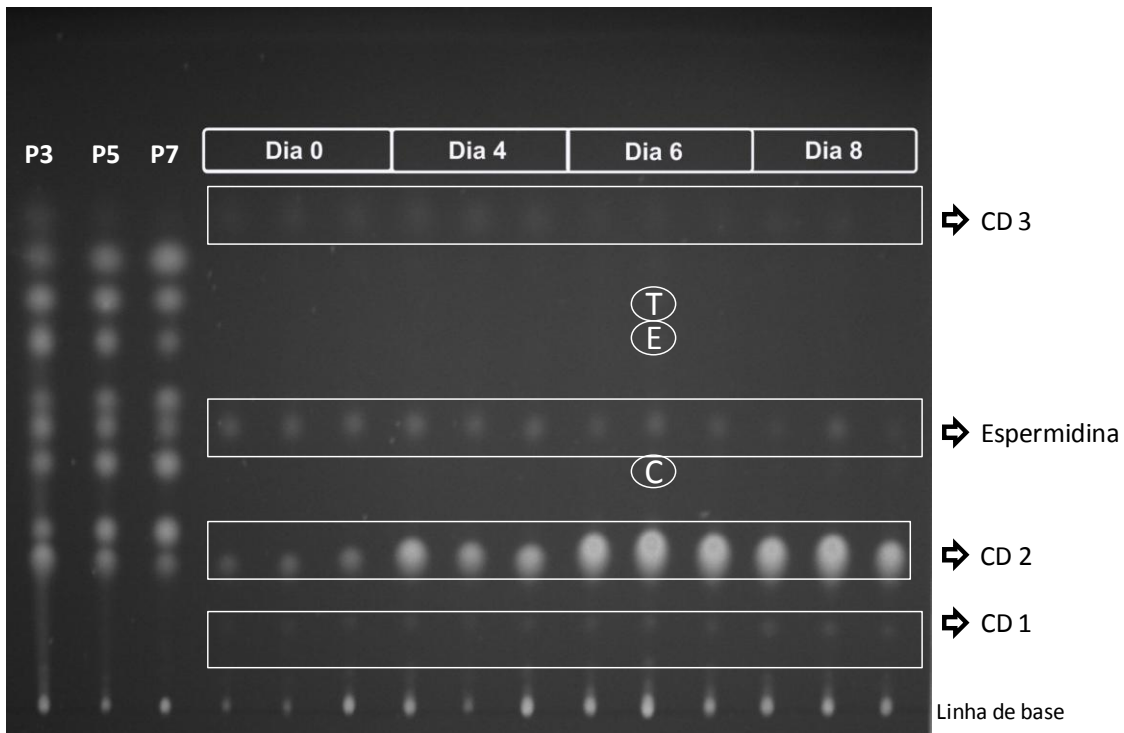 P3 P5 P7 Dia 0 Dia 4 Dia 6 Dia 8
CD 3
T
E
Espermidina
C
CD 2
CD 1
Linha de base